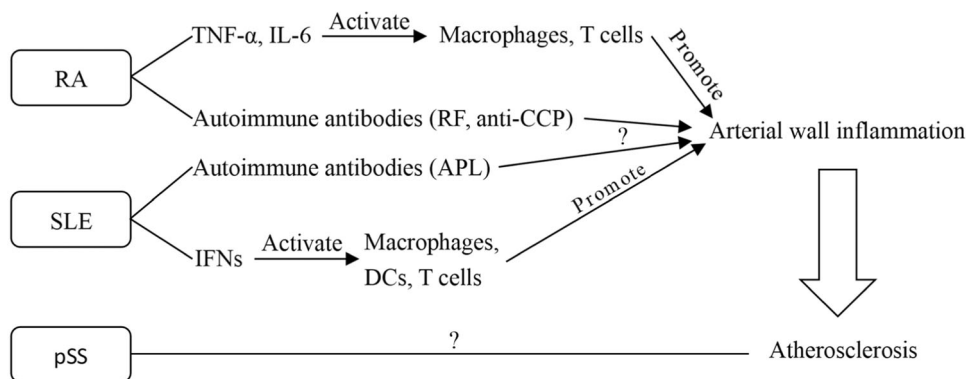 TNF-α, IL-6
Activate
Macrophages, T cells
Promote
RA
Autoimmune antibodies (RF, anti-CCP)
?
Arterial wall inflammation
Autoimmune antibodies (APL)
SLE
Promote
IFNs
Activate
Macrophages,
DCs, T cells
pSS
?
Atherosclerosis